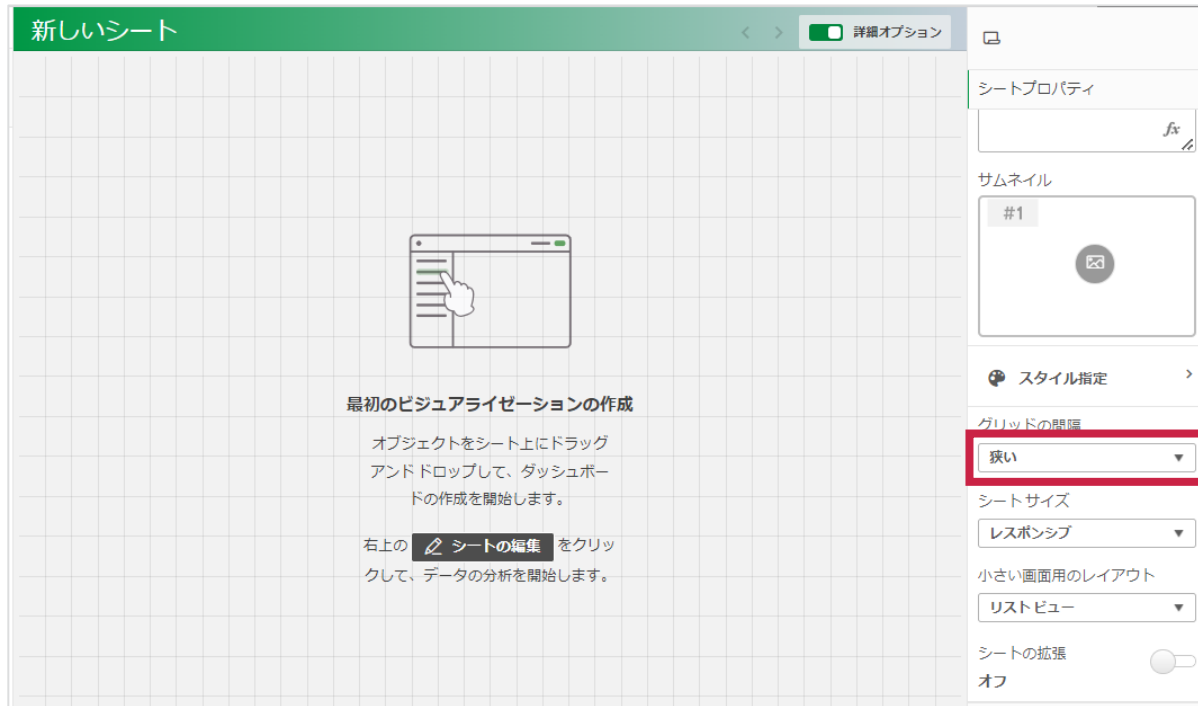 新しいシート
詳細オプション
シートプロパティ
fx
サムネイル
#1
スタイル指定
グリッドの間隔
狭い
シート サイズ
レスポンシブ
小さい画面用のレイアウト
リスト ビュー
シートの拡張
オフ
最初のビジュアライゼーションの作成
オブジェクトをシート上にドラッグ
アンド ドロップして、ダッシュボー
ドの作成を開始します。
右上の シートの編集 をクリッ
クして、データの分析を開始します。